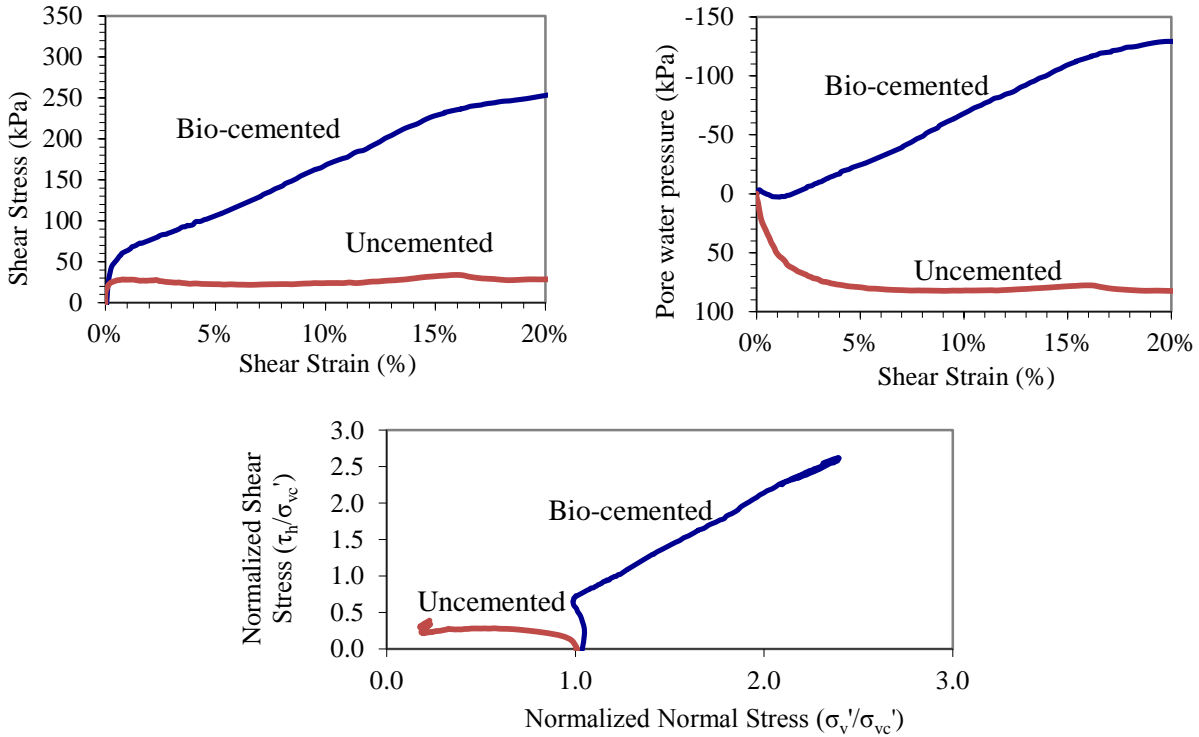 350
300
250
200
150
100
50
0
Shear Stress (kPa)
Bio-cemented
Uncemented
0% 5% 10% 15% 20%
Shear Strain (%)
-150
-100
-50
0
50
100
Pore water pressure (kPa)
Bio-cemented
Uncemented
0% 5% 10% 15% 20%
Shear Strain (%)
3.0
2.5
2.0
1.5
1.0
0.5
0.0
Normalized Shear
Stress (τh/σvc')
Bio-cemented
Uncemented
0.0 1.0 2.0 3.0
Normalized Normal Stress (σv'/σvc')